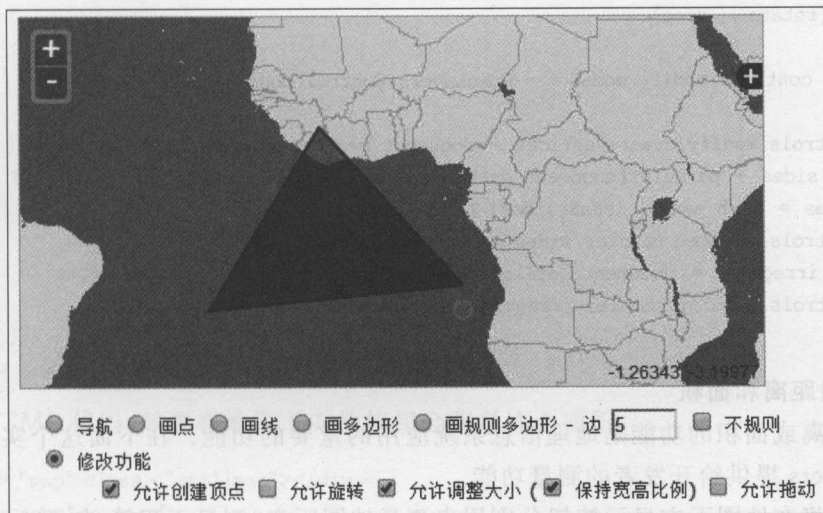 +
-
+
-1.26343, -3.19977
导航 画点 画线 画多边形 画规则多边形 - 边 5 不规则
修改功能
允许创建顶点 允许旋转 允许调整大小 ( 保持宽高比例) 允许拖动